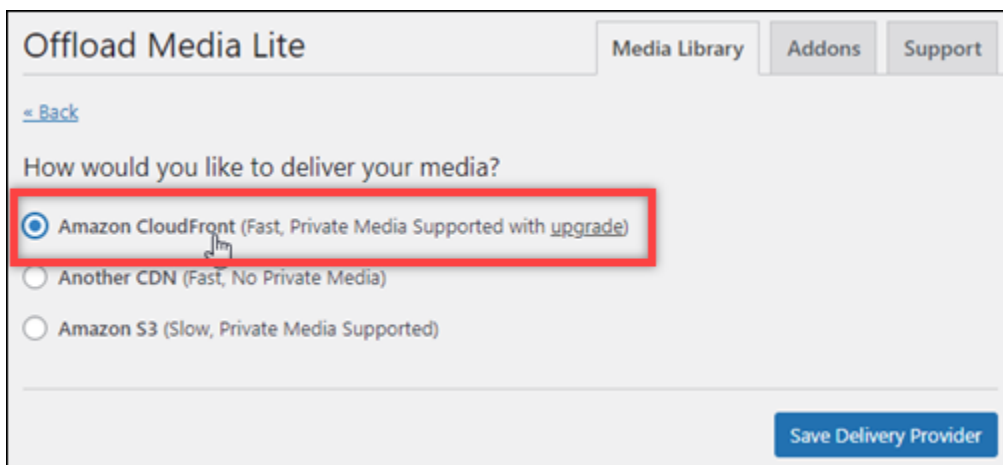 Offload Media Lite
Media Library
Addons
Support
« Back
How would you like to deliver your media?
Amazon CloudFront (Fast, Private Media Supported with upgrade)
Another CDN (Fast, No Private Media)
Amazon S3 (Slow, Private Media Supported)
Save Delivery Provider